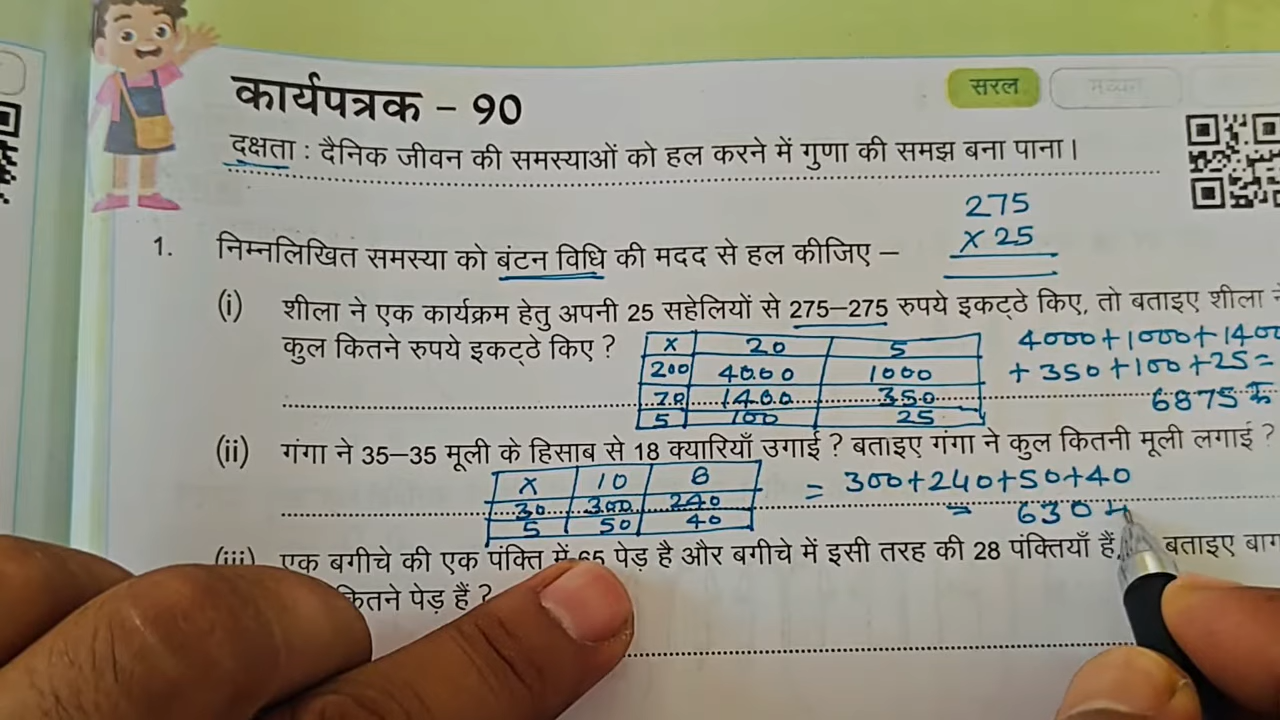 कार्यपत्रक – 90
सरल
दक्षता : दैनिक जीवन की समस्याओं को हल करने में गुणा की समझ बना पाना।
275
× 25
1. निम्नलिखित समस्या को बंटन विधि की मदद से हल कीजिए –
(i) शीला ने एक कार्यक्रम हेतु अपनी 25 सहेलियों से 275–275 रुपये इकट्ठे किए, तो बताइए शीला
कुल कितने रुपये इकट्ठे किए ?
× 20 5
200 4000 1000
70 1400 350
5 100 25
4000+1000+1400
+350+100+25=
6875 रु
(ii) गंगा ने 35–35 मूली के हिसाब से 18 क्यारियाँ उगाई ? बताइए गंगा ने कुल कितनी मूली लगाई ?
× 10 8
30 300 240
5 50 40
= 300+240+50+40
= 630
(iii) एक बगीचे की एक पंक्ति में 65 पेड़ है और बगीचे में इसी तरह की 28 पंक्तियाँ हैं, बताइए
कितने पेड़ हैं ?